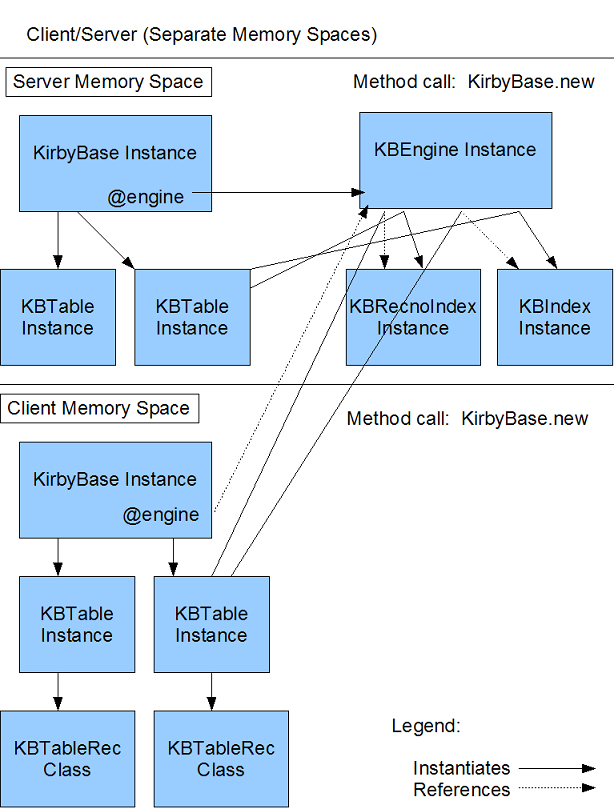 Client/Server (Separate Memory Spaces)
Server Memory Space
Method call:  KirbyBase.new
KirbyBase Instance
@engine
KBEngine Instance
KBTable
Instance
KBTable
Instance
KBRecnoIndex
Instance
KBIndex
Instance
Client Memory Space
Method call:  KirbyBase.new
KirbyBase Instance
@engine
KBTable
Instance
KBTable
Instance
KBTableRec
Class
KBTableRec
Class
Legend:
Instantiates
References